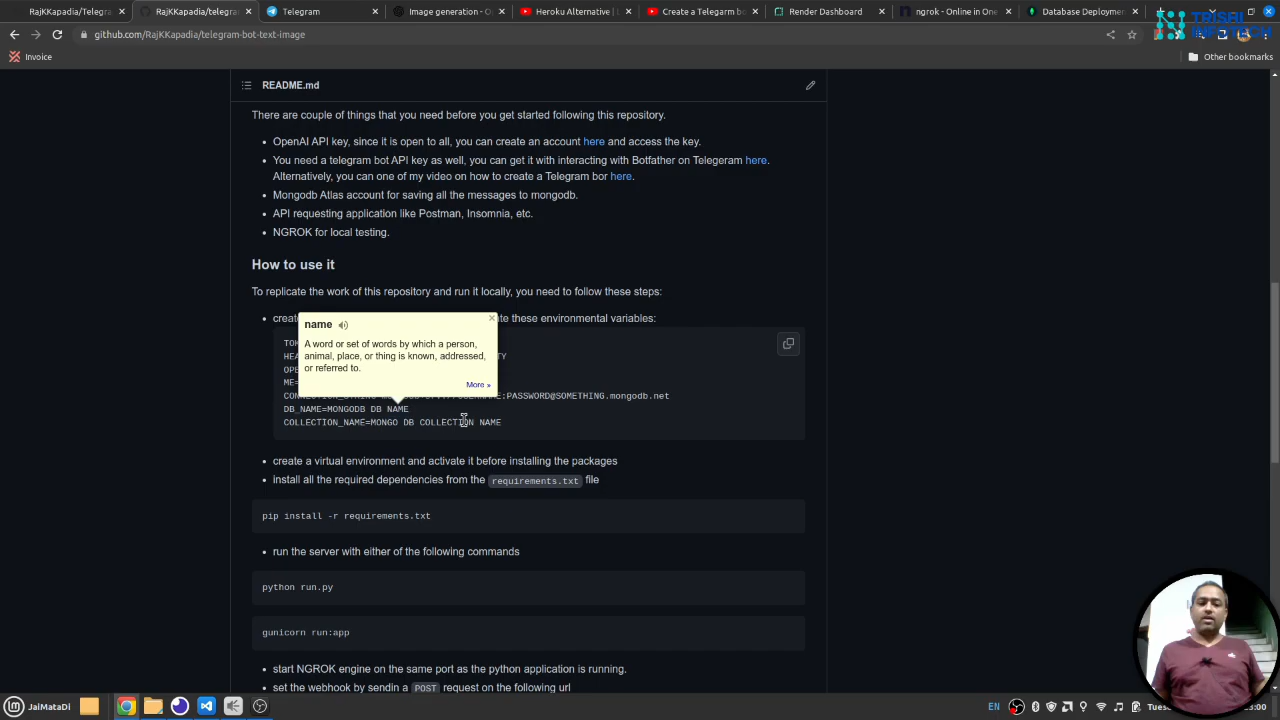 RajKKapadia/Telegra
RajKKapadia/telegram
Telegram
Image generation - O
Heroku Alternative | L
Create a Telegarm bo
Render Dashboard
ngrok - Online in One
Database Deploymen
github.com/RajKKapadia/telegram-bot-text-image
TRISHI
INFOTECH
Invoice
Other bookmarks
README.md
There are couple of things that you need before you get started following this repository.
OpenAI API key, since it is open to all, you can create an account here and access the key.
You need a telegram bot API key as well, you can get it with interacting with Botfather on Telegeram here.
Alternatively, you can one of my video on how to create a Telegram bor here.
Mongodb Atlas account for saving all the messages to mongodb.
API requesting application like Postman, Insomnia, etc.
NGROK for local testing.
How to use it
To replicate the work of this repository and run it locally, you need to follow these steps:
create
te these environmental variables:
name
A word or set of words by which a person,
animal, place, or thing is known, addressed,
or referred to.
More »
TO
HEA
TY
OPE
ME=
:PASSWORD@SOMETHING.mongodb.net
DB_NAME=MONGODB DB NAME
COLLECTION_NAME=MONGO DB COLLECTION NAME
create a virtual environment and activate it before installing the packages
install all the required dependencies from the requirements.txt file
pip install -r requirements.txt
run the server with either of the following commands
python run.py
gunicorn run:app
start NGROK engine on the same port as the python application is running.
set the webhook by sendin a POST request on the following url
JaiMataDi
EN